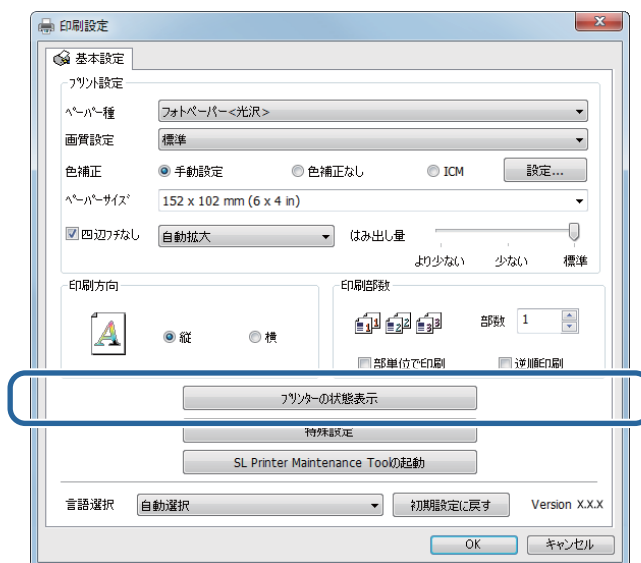 印刷設定
基本設定
プリント設定
ペーパー種 フォトペーパー<光沢>
画質設定 標準
色補正 手動設定 色補正なし ICM 設定...
ペーパーサイズ 152 x 102 mm (6 x 4 in)
四辺フチなし 自動拡大 はみ出し量
より少ない 少ない 標準
印刷方向 印刷部数
縦 横 部数 1
部単位で印刷 逆順印刷
プリンターの状態表示
特殊設定
SL Printer Maintenance Toolの起動
言語選択 自動選択 初期設定に戻す Version X.X.X
OK キャンセル